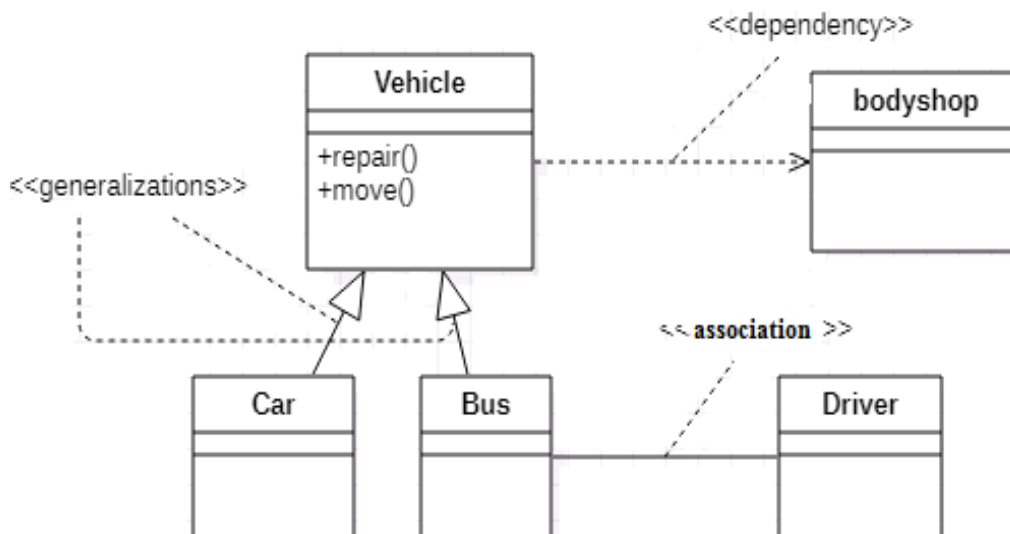 <<dependency>>
Vehicle
bodyshop
+repair()
+move()
<<generalizations>>
<<association >>
Car
Bus
Driver